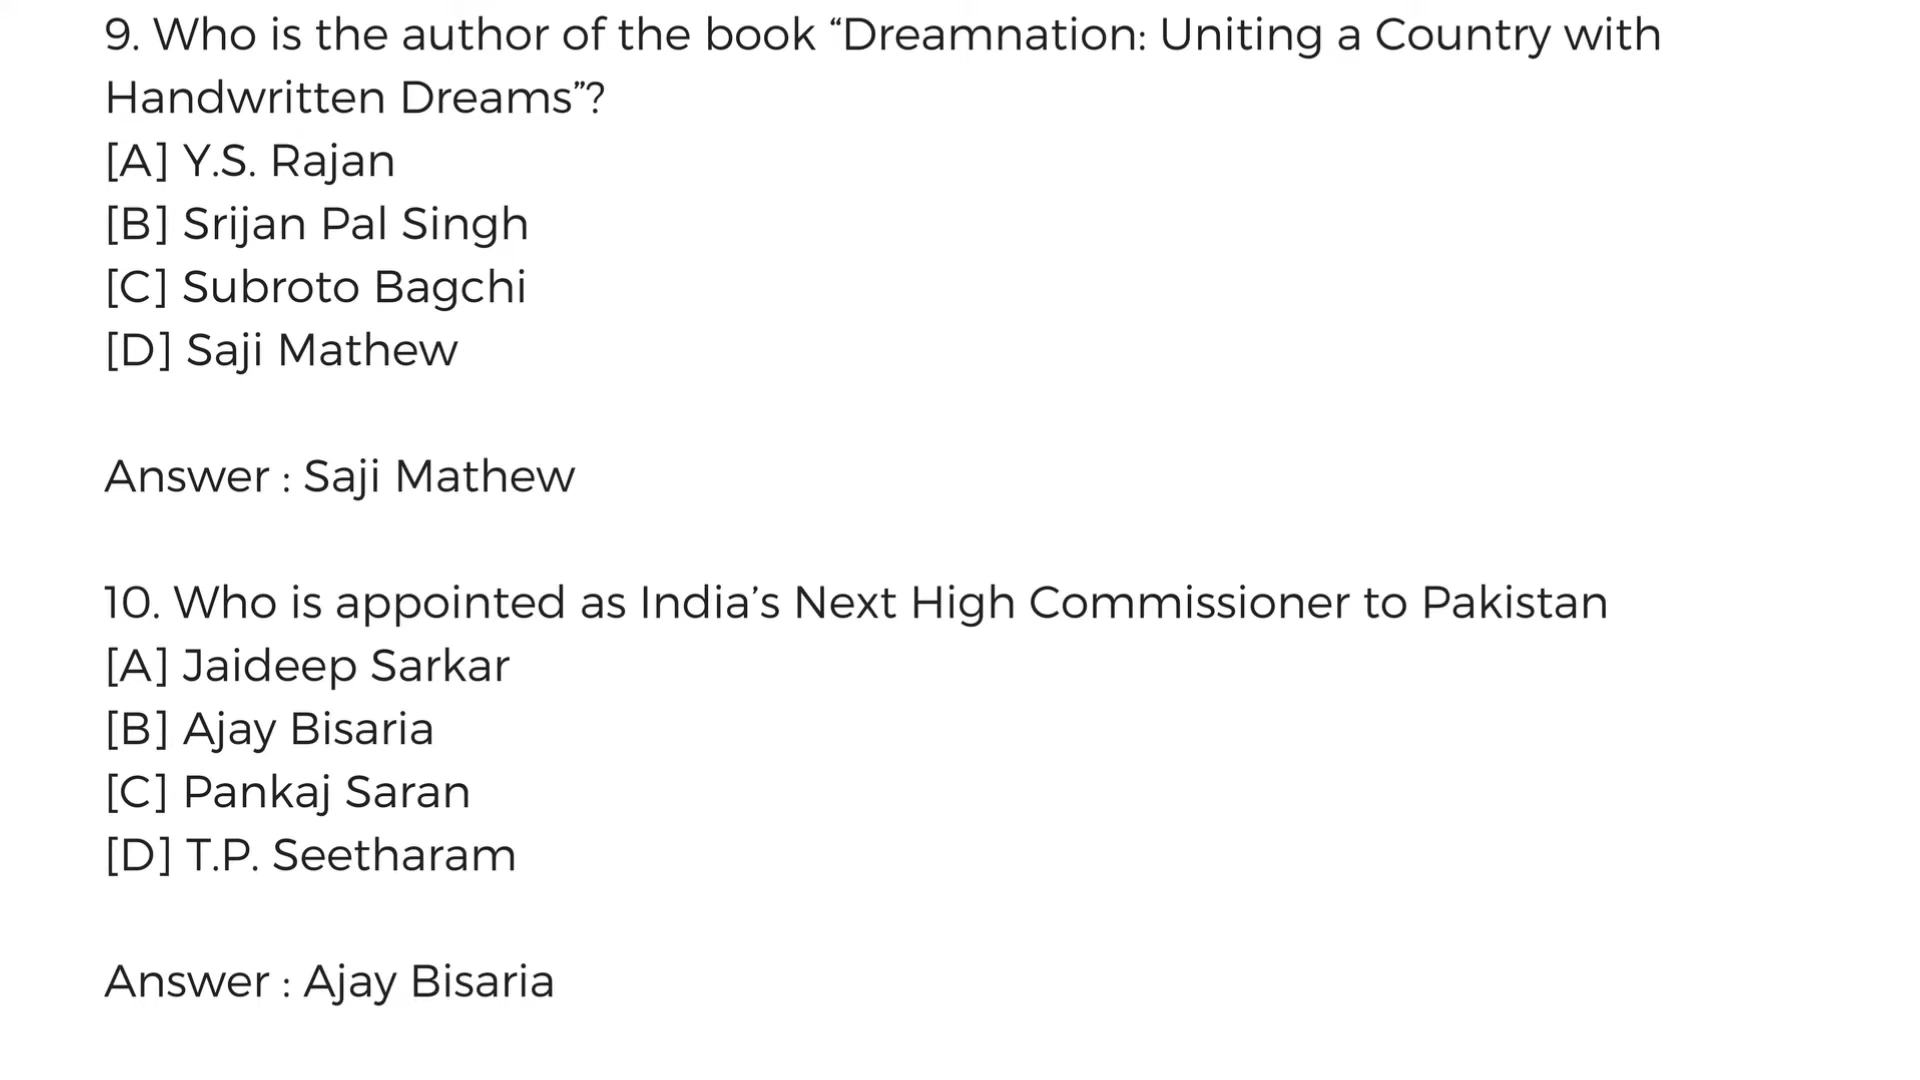 9. Who is the author of the book “Dreamnation: Uniting a Country with
Handwritten Dreams”?
[A] Y.S. Rajan
[B] Srijan Pal Singh
[C] Subroto Bagchi
[D] Saji Mathew
Answer : Saji Mathew
10. Who is appointed as India’s Next High Commissioner to Pakistan
[A] Jaideep Sarkar
[B] Ajay Bisaria
[C] Pankaj Saran
[D] T.P. Seetharam
Answer : Ajay Bisaria